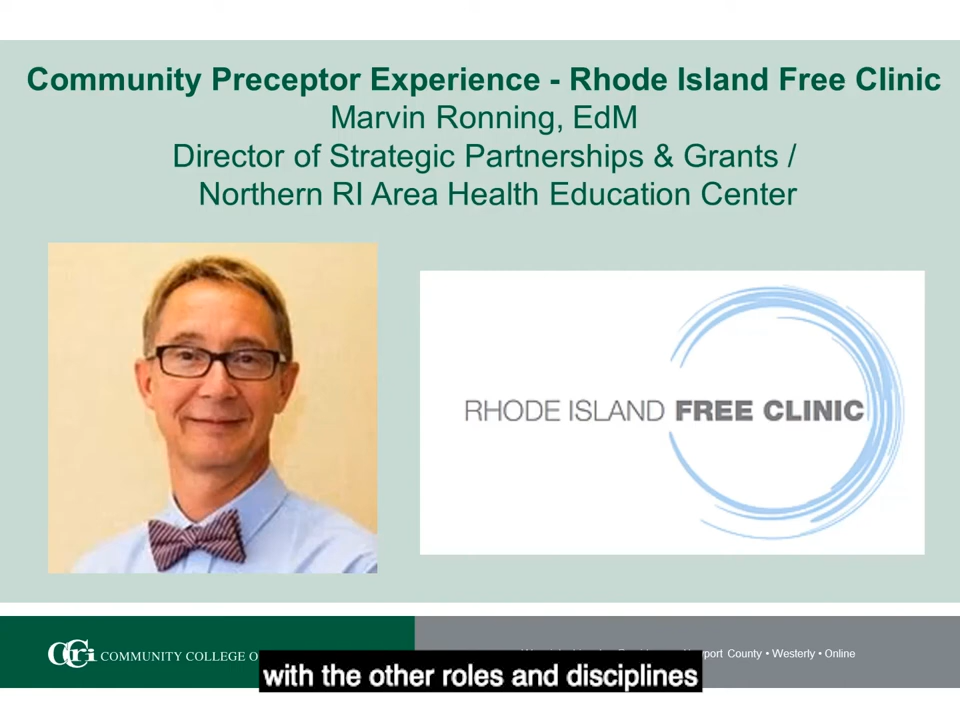 Community Preceptor Experience - Rhode Island Free Clinic
Marvin Ronning, EdM
Director of Strategic Partnerships & Grants /
Northern RI Area Health Education Center
RHODE ISLAND FREE CLINIC
CCri COMMUNITY COLLEGE O
County • Westerly • Online
with the other roles and disciplines